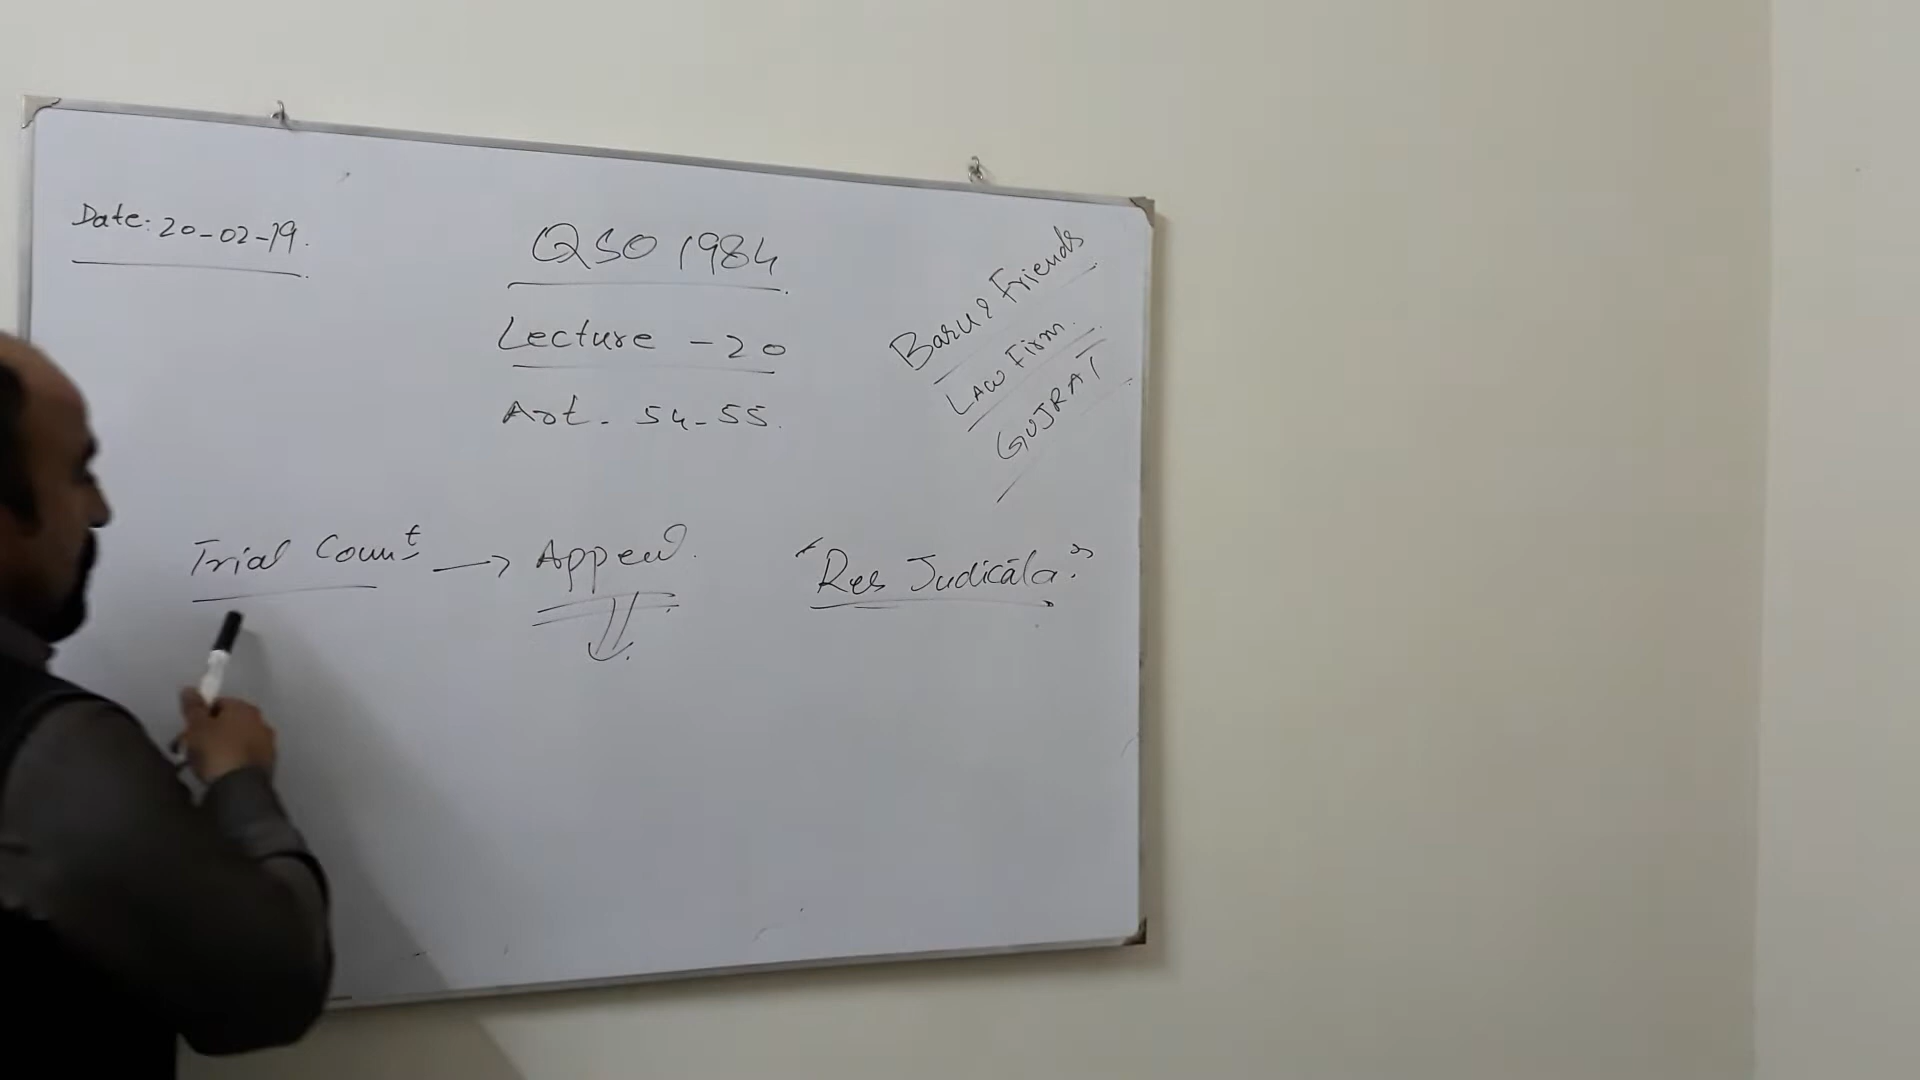 Date: 20-02-19.
QSO 1984
Lecture - 20
Art. 54-55.
Baru & Friends
LAW Firm.
GUJRAT
Trial Court → Appeal.
"Res Judicata."